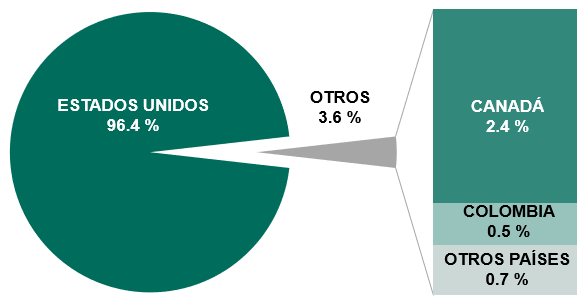 ESTADOS UNIDOS
96.4 %
OTROS
3.6 %
CANADÁ
2.4 %
COLOMBIA
0.5 %
OTROS PAÍSES
0.7 %